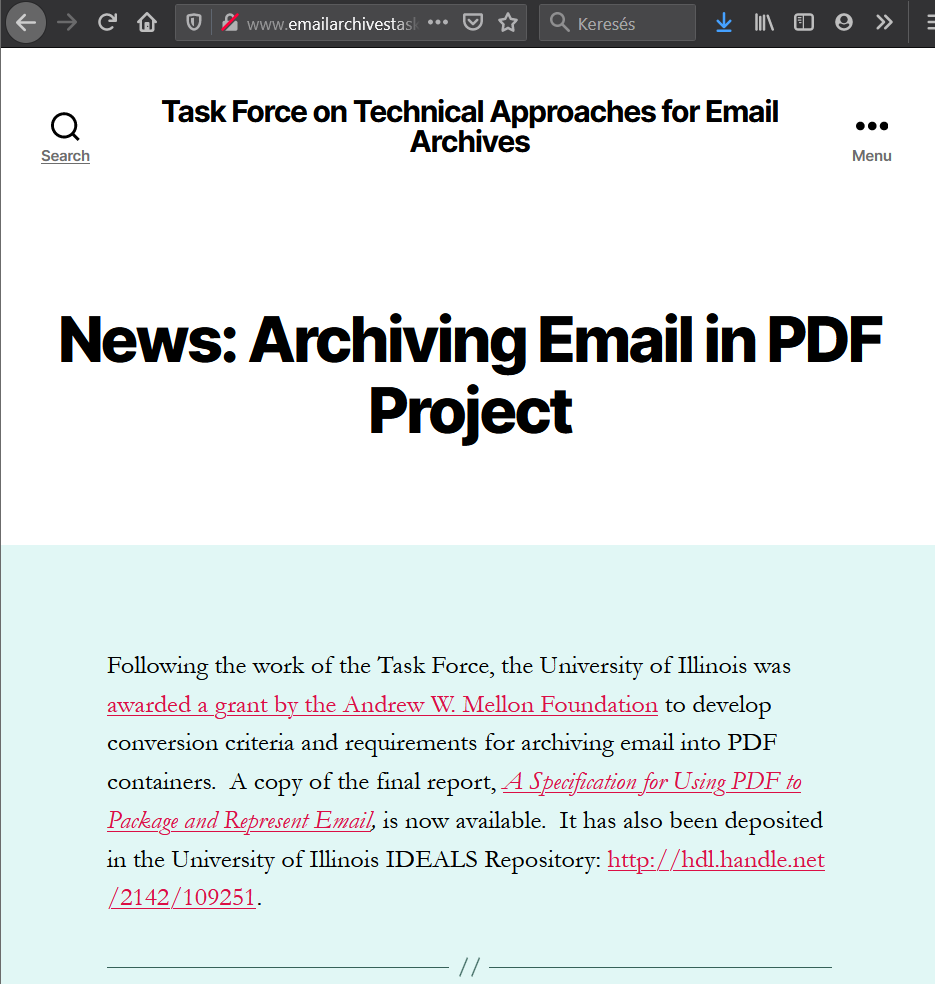 www.emailarchivestask
Keresés
Task Force on Technical Approaches for Email
Archives
Search
Menu
News: Archiving Email in PDF
Project
Following the work of the Task Force, the University of Illinois was
awarded a grant by the Andrew W. Mellon Foundation to develop
conversion criteria and requirements for archiving email into PDF
containers.  A copy of the final report, A Specification for Using PDF to
Package and Represent Email, is now available.  It has also been deposited
in the University of Illinois IDEALS Repository: http://hdl.handle.net
/2142/109251.
//